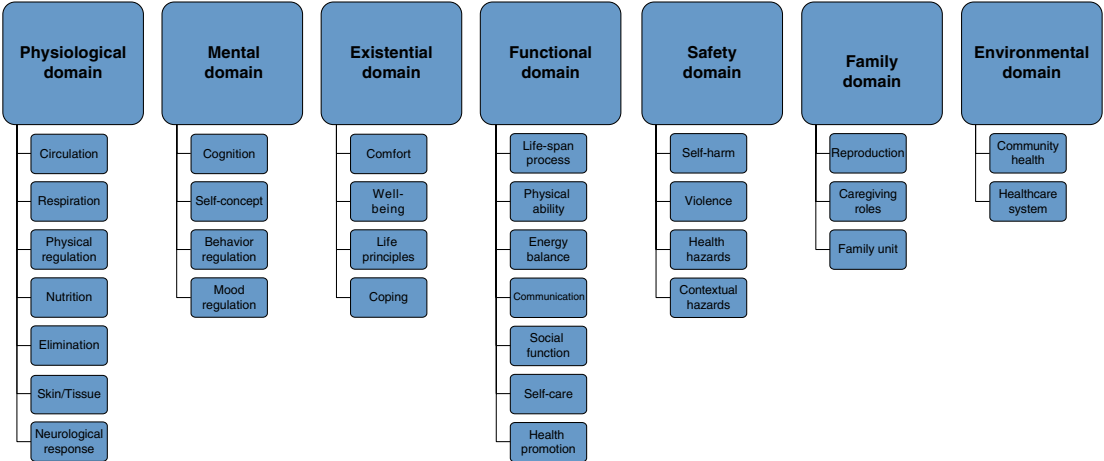 Physiological
domain
Circulation
Respiration
Physical
regulation
Nutrition
Elimination
Skin/Tissue
Neurological
response
Mental
domain
Cognition
Self-concept
Behavior
regulation
Mood
regulation
Existential
domain
Comfort
Well-
being
Life
principles
Coping
Functional
domain
Life-span
process
Physical
ability
Energy
balance
Communication
Social
function
Self-care
Health
promotion
Safety
domain
Self-harm
Violence
Health
hazards
Contextual
hazards
Family
domain
Reproduction
Caregiving
roles
Family unit
Environmental
domain
Community
health
Healthcare
system